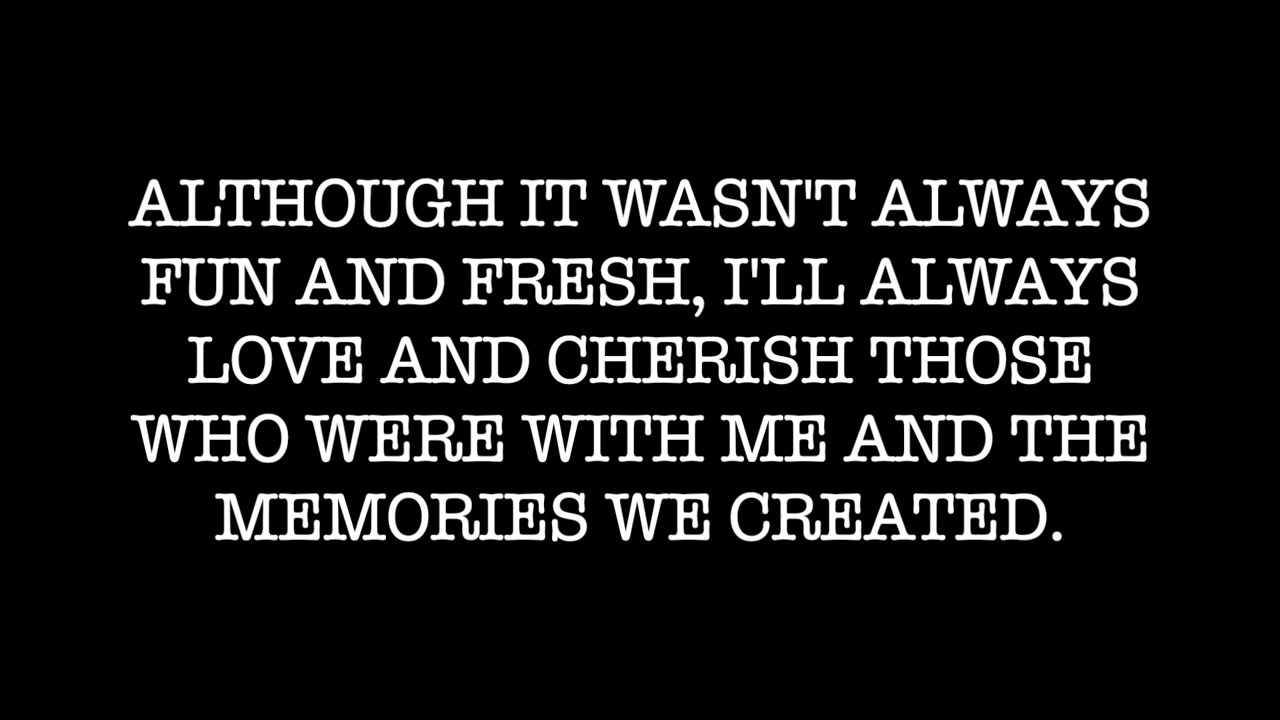 ALTHOUGH IT WASN'T ALWAYS
FUN AND FRESH, I'LL ALWAYS
LOVE AND CHERISH THOSE
WHO WERE WITH ME AND THE
MEMORIES WE CREATED.